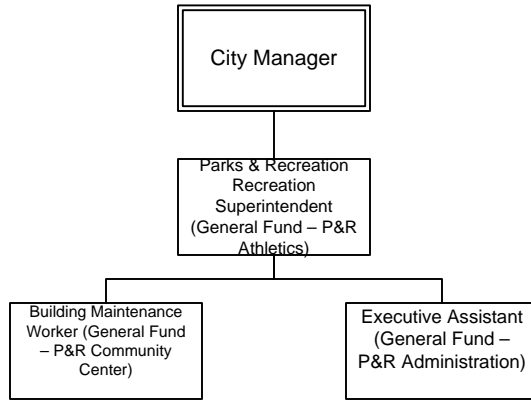 City Manager
Parks & Recreation
Recreation
Superintendent
(General Fund – P&R
Athletics)
Building Maintenance
Worker (General Fund
– P&R Community
Center)
Executive Assistant
(General Fund –
P&R Administration)